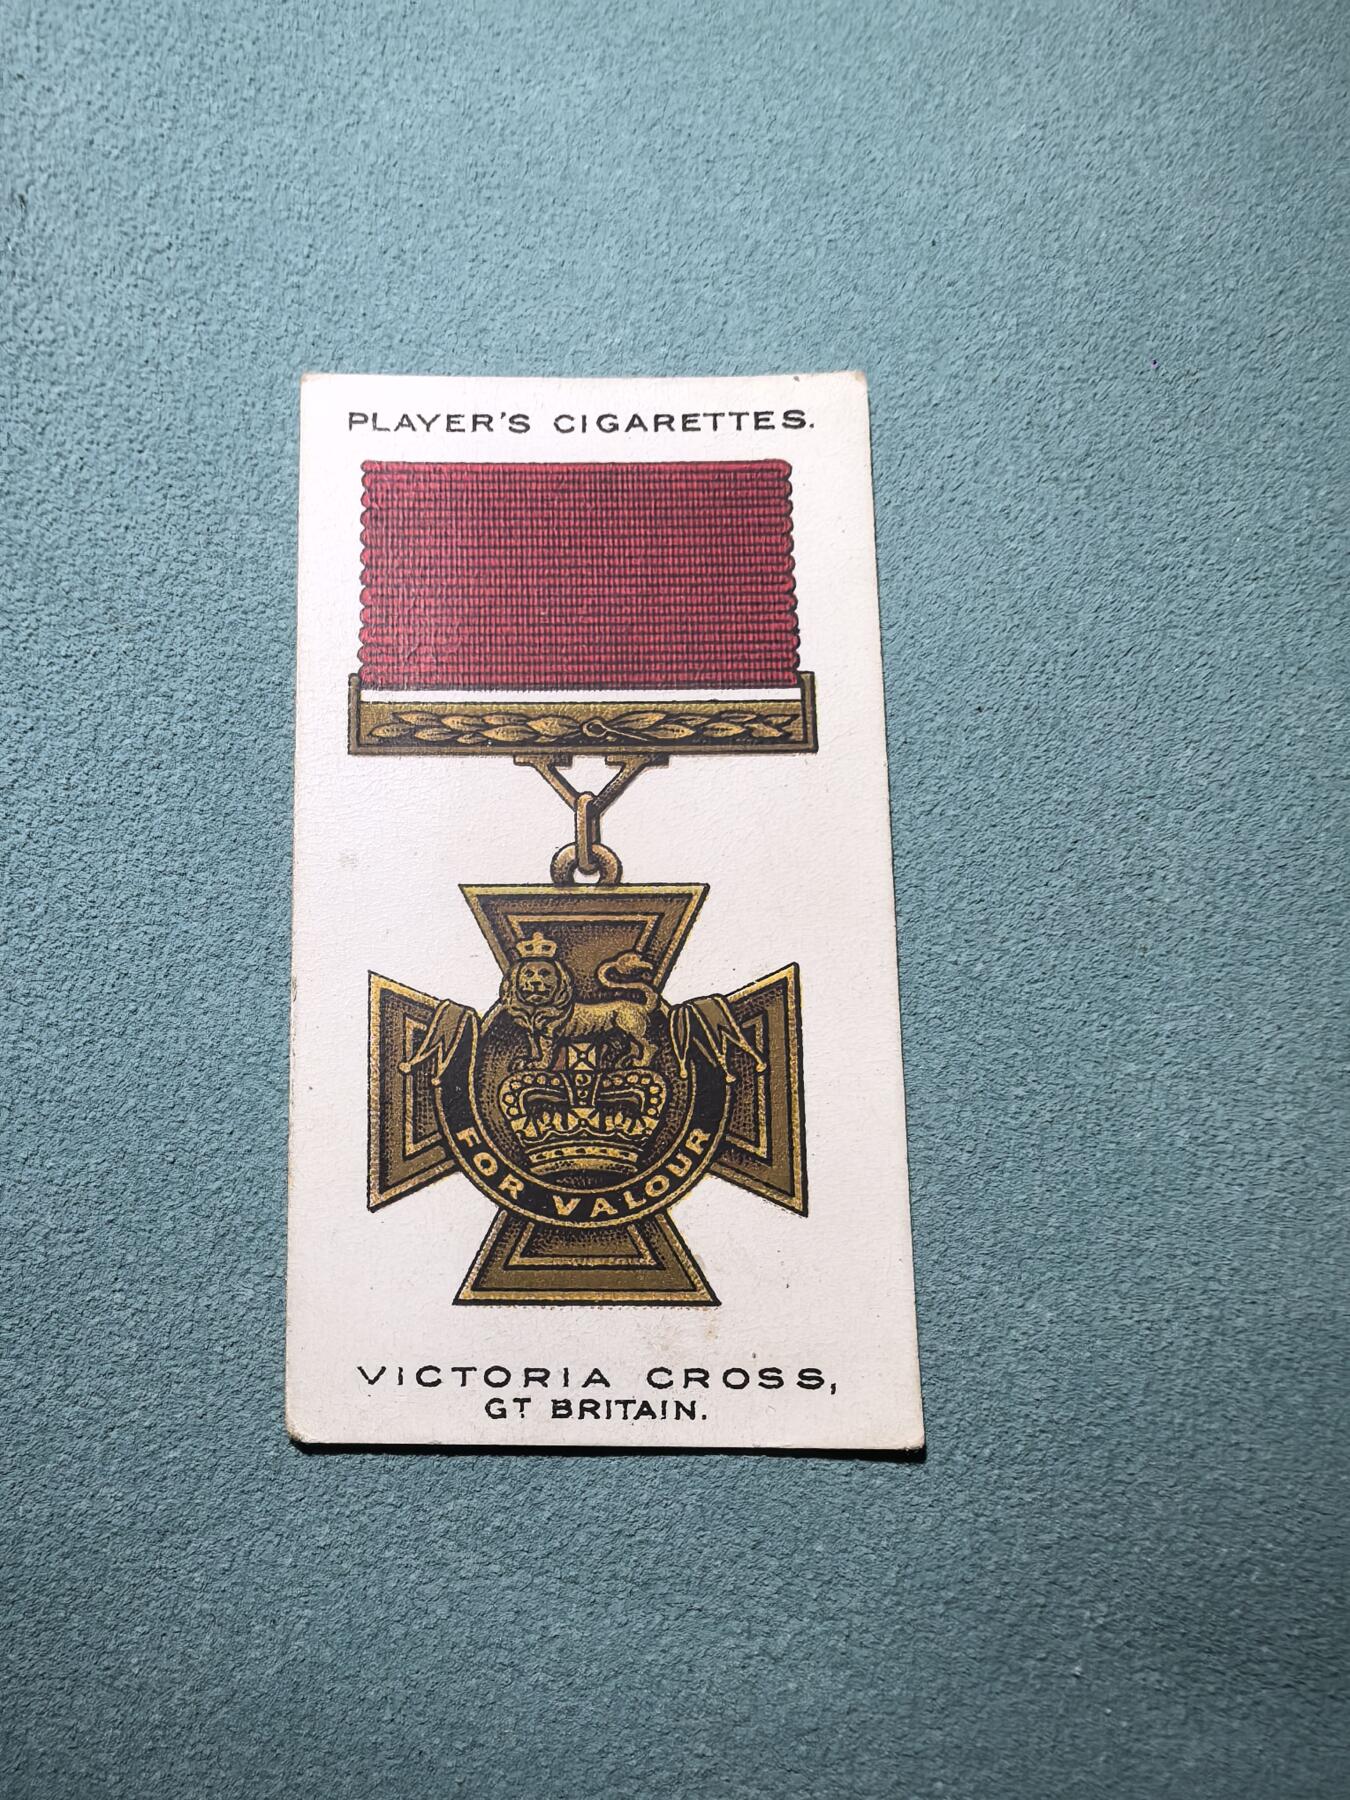 PLAYER'S CIGARETTES.
FOR VALOUR
VICTORIA CROSS,
GT BRITAIN.